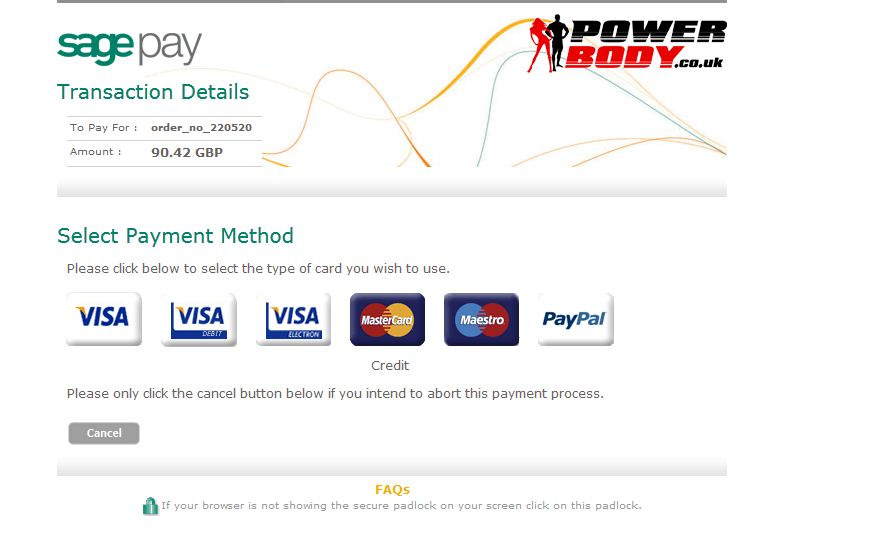 sage pay
POWER
BODY.co.uk
Transaction Details
To Pay For : order_no_220520
Amount : 90.42 GBP
Select Payment Method
Please click below to select the type of card you wish to use.
VISA VISA DEBIT VISA ELECTRON MasterCard Maestro PayPal
Credit
Please only click the cancel button below if you intend to abort this payment process.
Cancel
FAQs
If your browser is not showing the secure padlock on your screen click on this padlock.